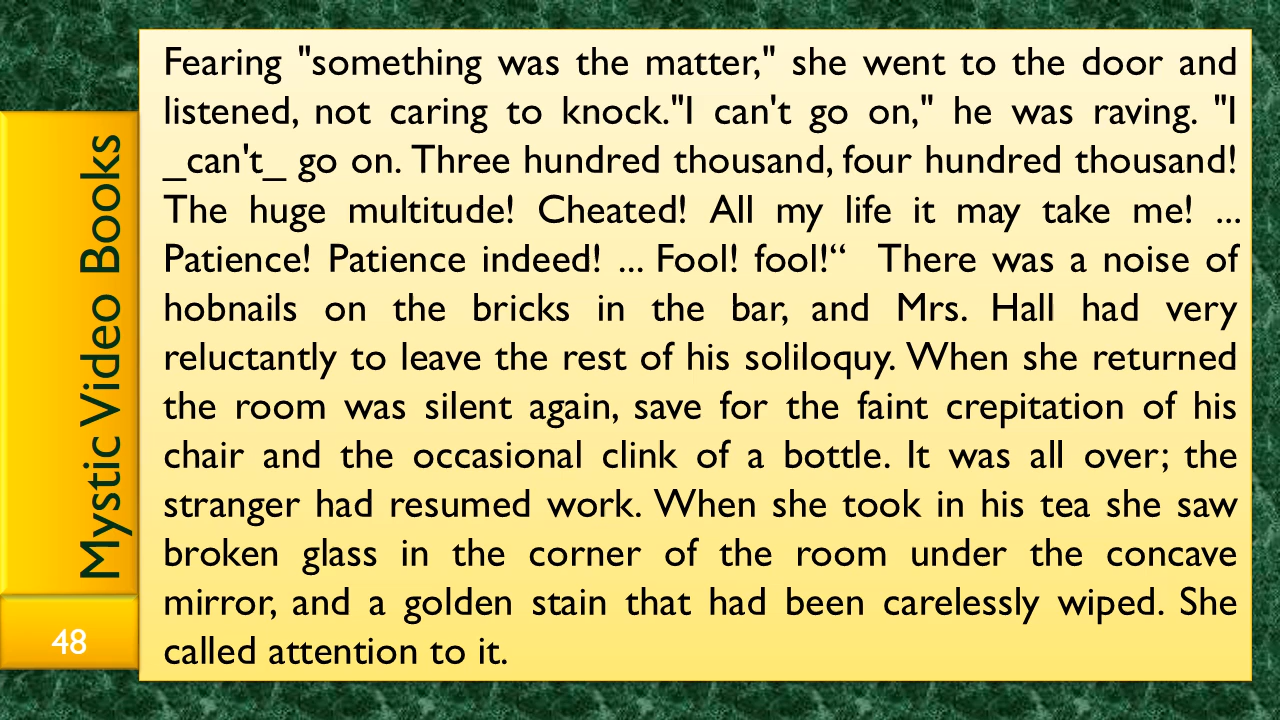 Fearing "something was the matter," she went to the door and
listened, not caring to knock."I can't go on," he was raving. "I
_can't_ go on. Three hundred thousand, four hundred thousand!
The huge multitude! Cheated! All my life it may take me! ...
Patience! Patience indeed! ... Fool! fool!“ There was a noise of
hobnails on the bricks in the bar, and Mrs. Hall had very
reluctantly to leave the rest of his soliloquy. When she returned
the room was silent again, save for the faint crepitation of his
chair and the occasional clink of a bottle. It was all over; the
stranger had resumed work. When she took in his tea she saw
broken glass in the corner of the room under the concave
mirror, and a golden stain that had been carelessly wiped. She
called attention to it.
Mystic Video Books
48